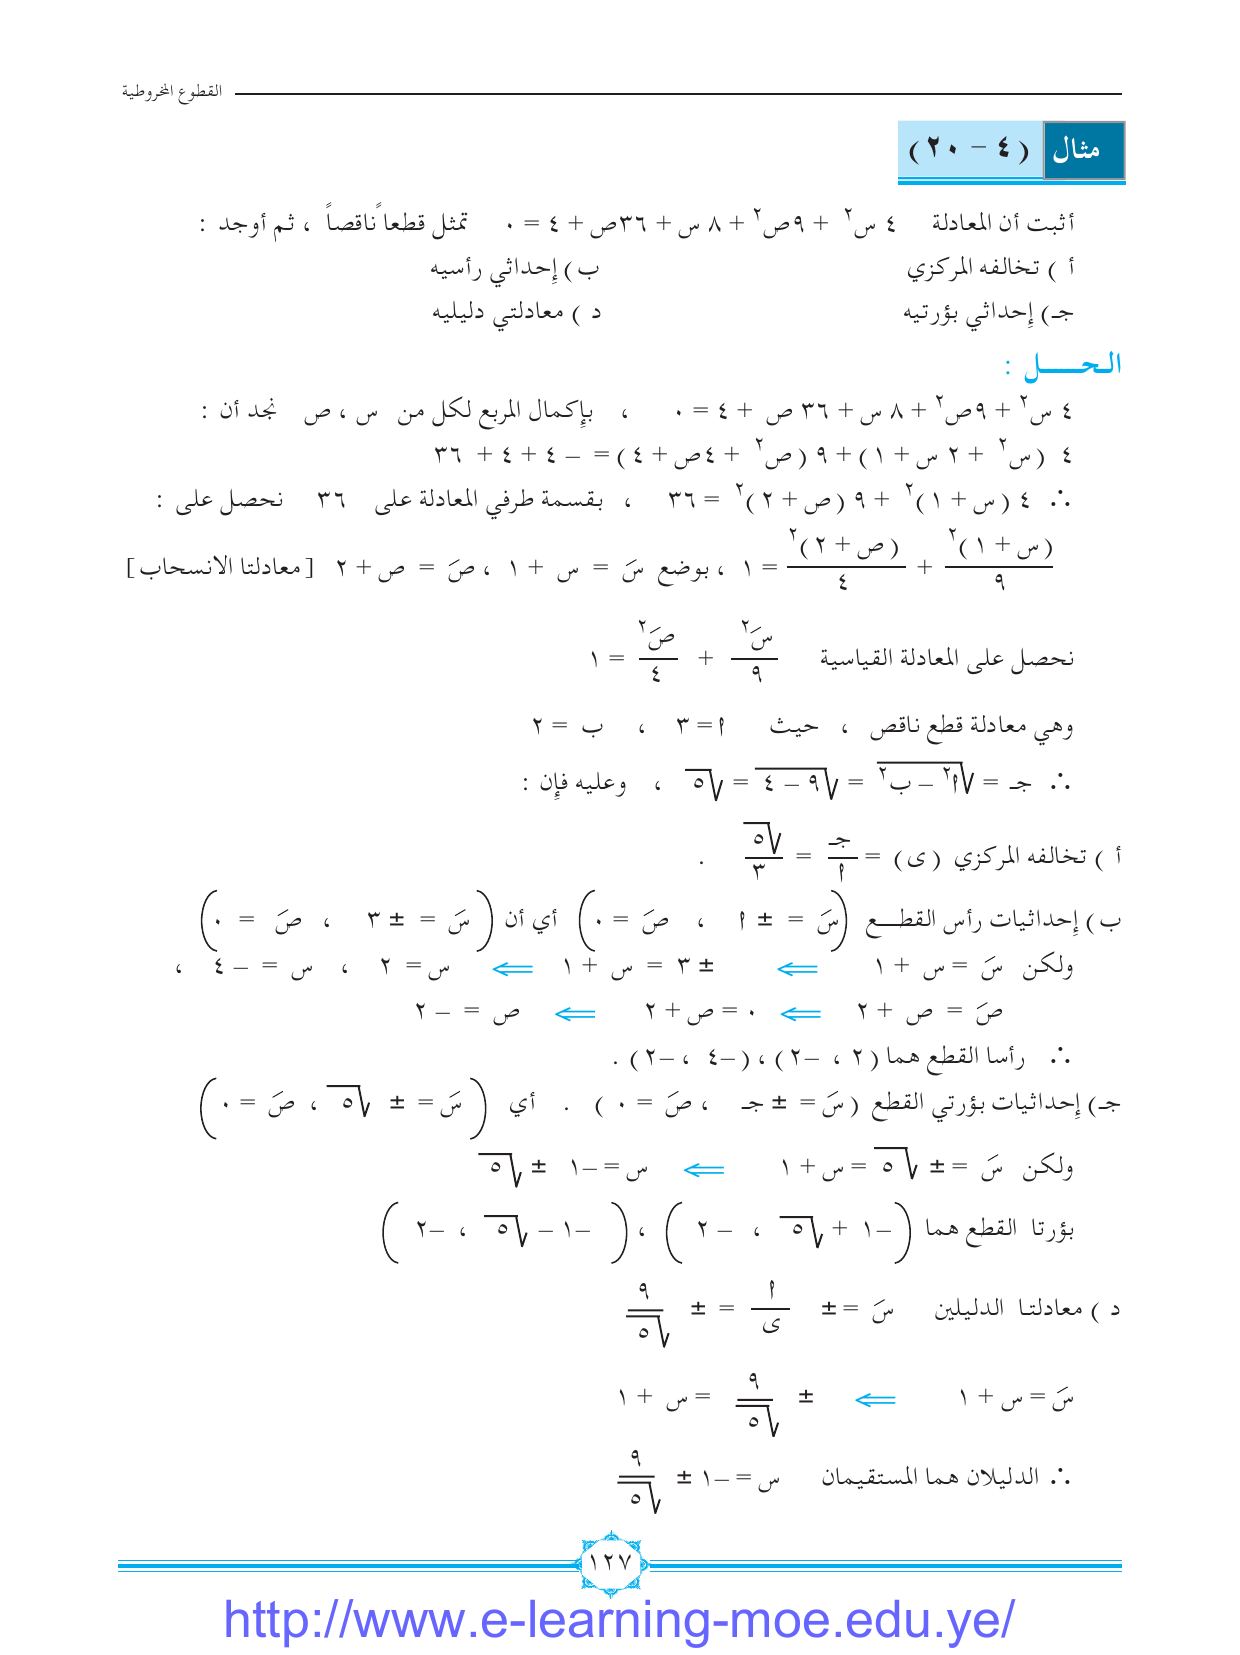 القطوع المخروطية
مثال ( ٤ - ٢٠ )
أثبت أن المعادلة ٤ س٢ + ٩ص٢ + ٨ س + ٣٦ص + ٤ = ٠ تمثل قطعاً ناقصاً ، ثم أوجد :
أ ) تخالفه المركزي ب) إحداثي رأسيه
جـ) إحداثي بؤرتيه د ) معادلتي دليليه
الحـــــل :
٤ س٢ + ٩ص٢ + ٨ س + ٣٦ ص + ٤ = ٠ ، بإكمال المربع لكل من س ، ص نجد أن :
٤ (س٢ + ٢ س + ١) + ٩ (ص٢ + ٤ص + ٤) = – ٤ + ٤ + ٣٦
∴ ٤ (س + ١)٢ + ٩ (ص + ٢)٢ = ٣٦ ، بقسمة طرفي المعادلة على ٣٦ نحصل على :
(س + ١)٢ / ٩ + (ص + ٢)٢ / ٤ = ١ ، بوضع سَ = س + ١ ، صَ = ص + ٢ [ معادلتا الانسحاب ]
نحصل على المعادلة القياسية سَ٢ / ٩ + صَ٢ / ٤ = ١
وهي معادلة قطع ناقص ، حيث ا = ٣ ، ب = ٢
∴ جـ = √(ا٢ – ب٢) = √(٩ – ٤) = √٥ ، وعليه فإن :
أ ) تخالفه المركزي (ى) = جـ / ا = √٥ / ٣ .
ب) إحداثيات رأس القطـــع (سَ = ± ا ، صَ = ٠) أي أن (سَ = ± ٣ ، صَ = ٠)
ولكن سَ = س + ١ ⇐ ± ٣ = س + ١ ⇐ س = ٢ ، س = – ٤ ،
صَ = ص + ٢ ⇐ ٠ = ص + ٢ ⇐ ص = – ٢
∴ رأسا القطع هما (٢ ، –٢) ، (–٤ ، –٢) .
جـ) إحداثيات بؤرتي القطع (سَ = ± جـ ، صَ = ٠ ) . أي (سَ = ± √٥ ، صَ = ٠)
ولكن سَ = ± √٥ = س + ١ ⇐ س = –١ ± √٥
بؤرتا القطع هما (–١ + √٥ ، – ٢) ، (–١ – √٥ ، –٢)
د ) معادلتـا الدليلين سَ = ± ا / ى = ± ٩ / √٥
سَ = س + ١ ⇐ ± ٩ / √٥ = س + ١
∴ الدليلان هما المستقيمان س = –١ ± ٩ / √٥
١٢٧
http://www.e-learning-moe.edu.ye/